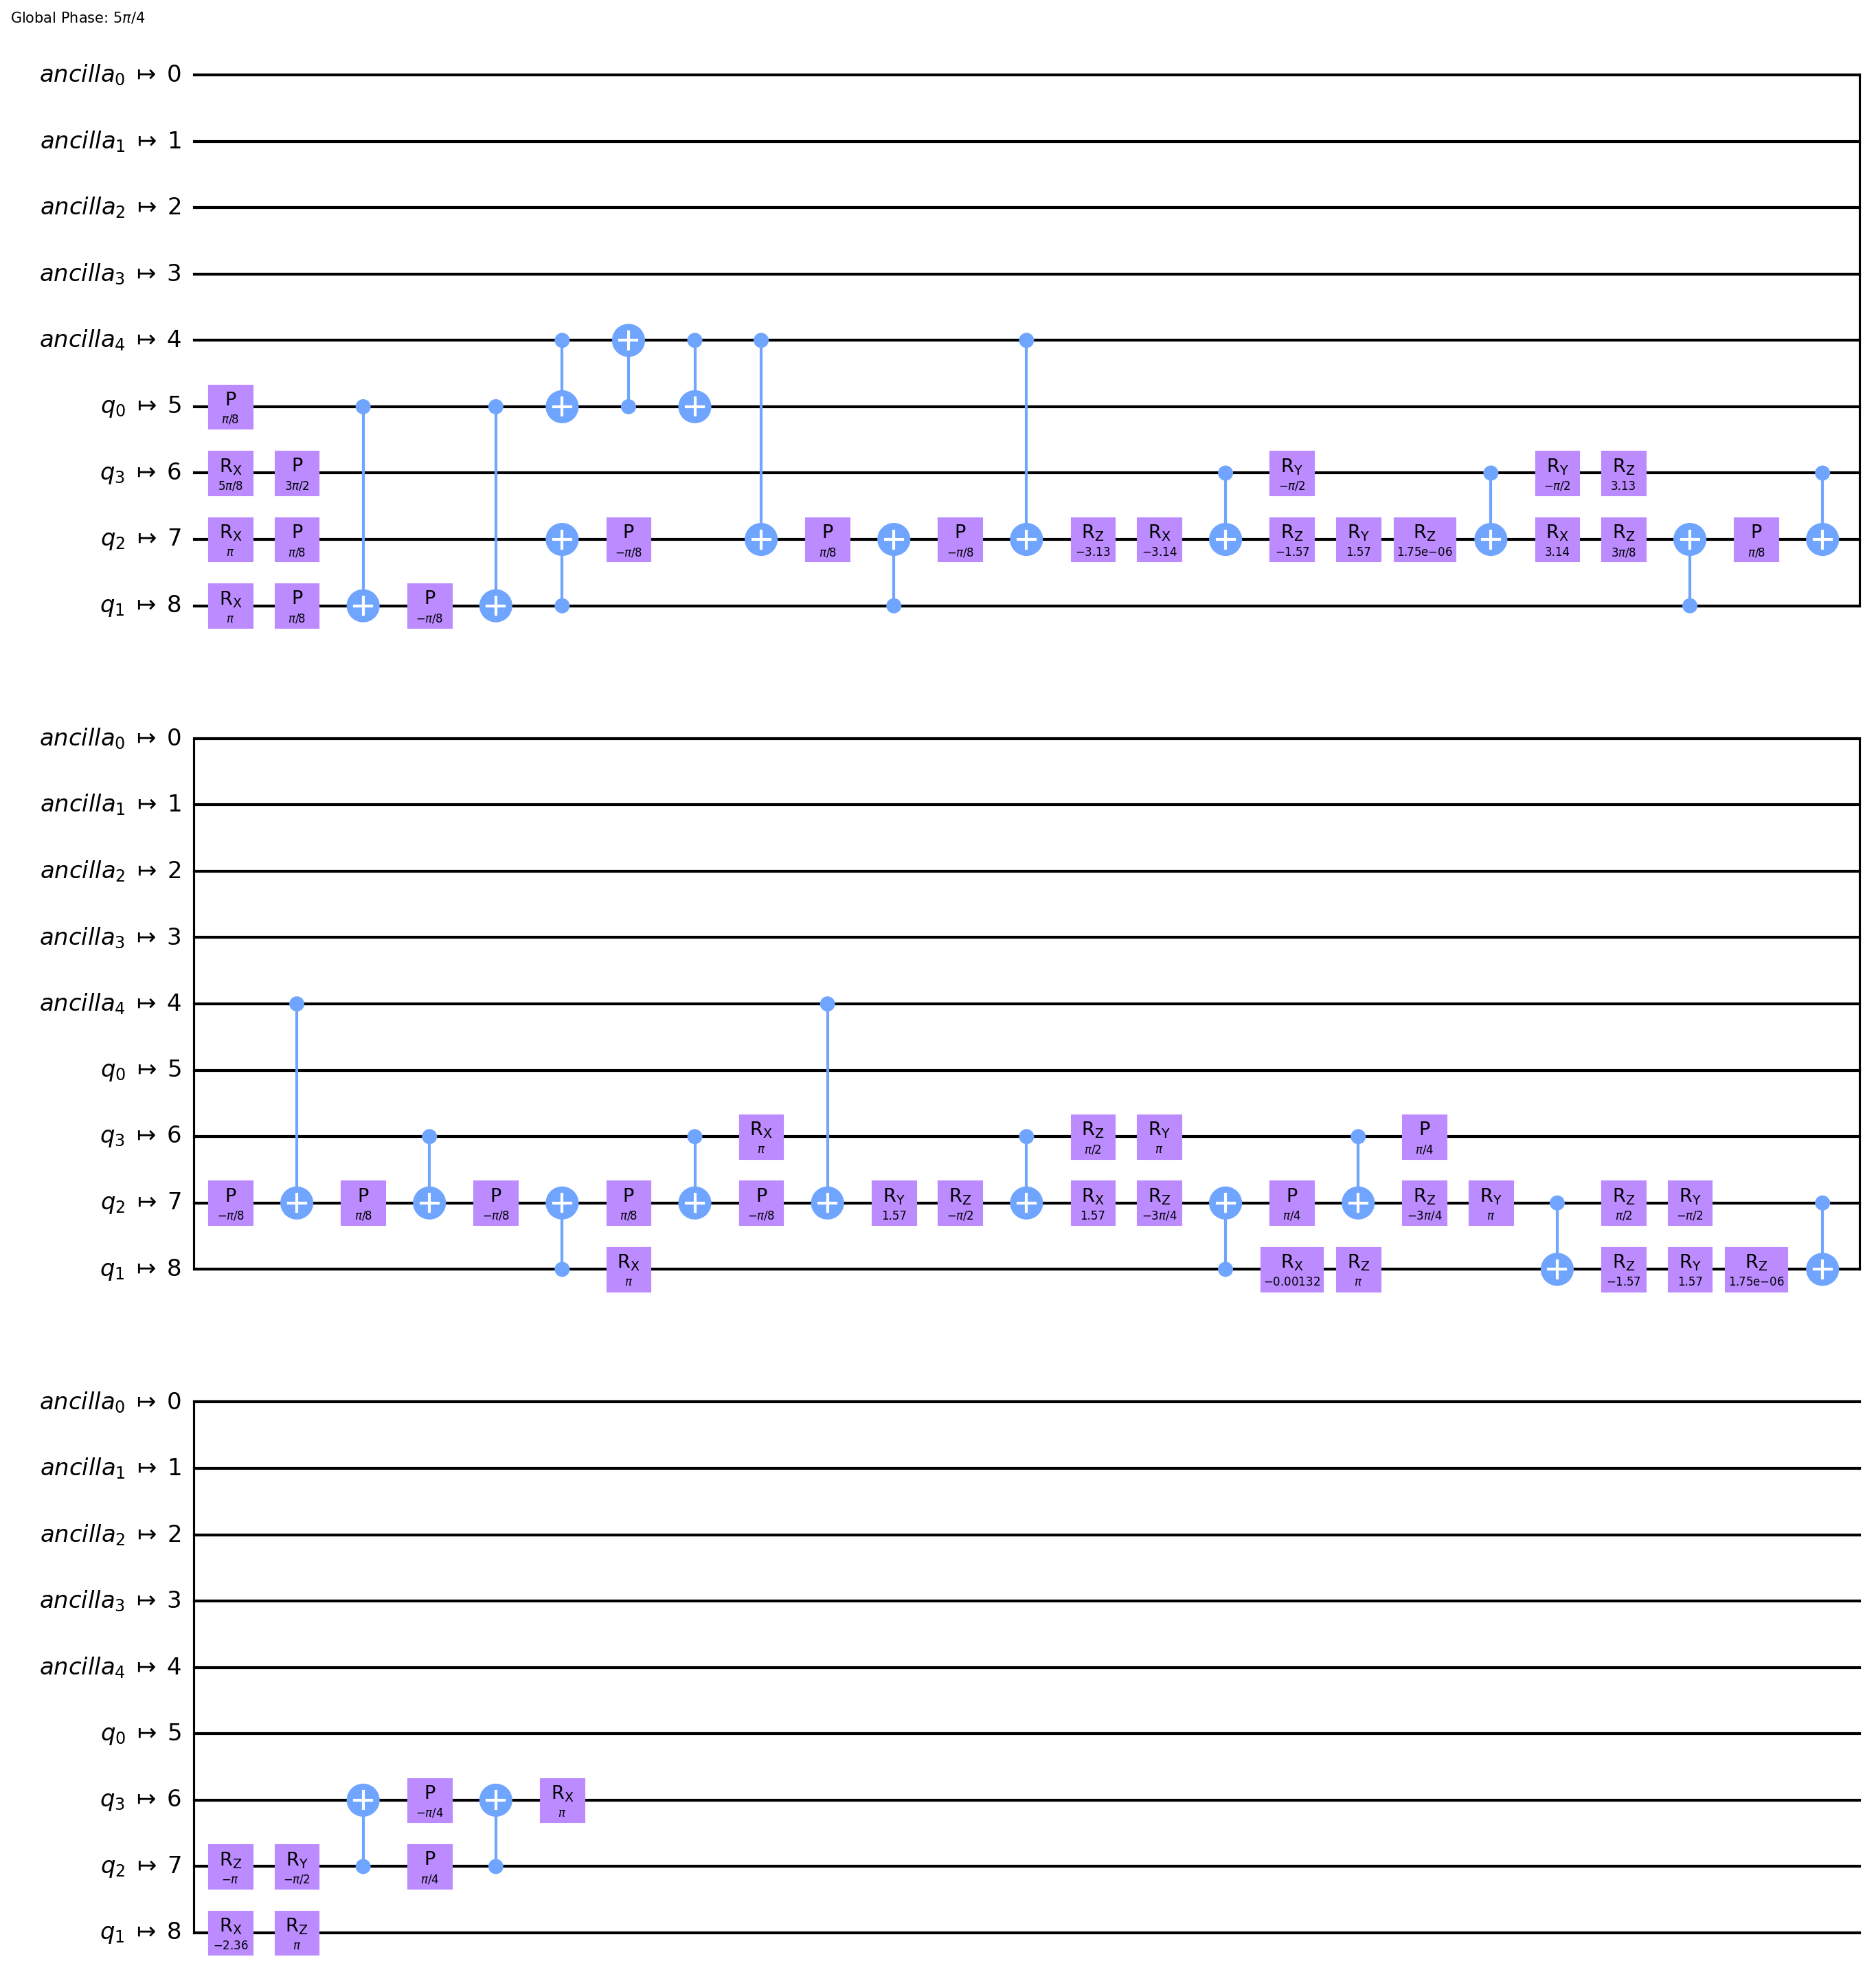 Global Phase: 5π/4
ancilla₀ ↦ 0
ancilla₁ ↦ 1
ancilla₂ ↦ 2
ancilla₃ ↦ 3
ancilla₄ ↦ 4
q₀ ↦ 5 P π/8
q₃ ↦ 6 R_X 5π/8 P 3π/2 R_Y −π/2 R_Y −π/2 R_Z 3.13
q₂ ↦ 7 R_X π P π/8 P −π/8 P π/8 P −π/8 R_Z −3.13 R_X −3.14 R_Z −1.57 R_Y 1.57 R_Z 1.75e−06 R_X 3.14 R_Z 3π/8 P π/8
q₁ ↦ 8 R_X π P π/8 P −π/8
ancilla₀ ↦ 0
ancilla₁ ↦ 1
ancilla₂ ↦ 2
ancilla₃ ↦ 3
ancilla₄ ↦ 4
q₀ ↦ 5
q₃ ↦ 6 R_X π R_Z π/2 R_Y π P π/4
q₂ ↦ 7 P −π/8 P π/8 P −π/8 P π/8 P −π/8 R_Y 1.57 R_Z −π/2 R_X 1.57 R_Z −3π/4 P π/4 R_Z −3π/4 R_Y π R_Z π/2 R_Y −π/2
q₁ ↦ 8 R_X π R_X −0.00132 R_Z π R_Z −1.57 R_Y 1.57 R_Z 1.75e−06
ancilla₀ ↦ 0
ancilla₁ ↦ 1
ancilla₂ ↦ 2
ancilla₃ ↦ 3
ancilla₄ ↦ 4
q₀ ↦ 5
q₃ ↦ 6 P −π/4 R_X π
q₂ ↦ 7 R_Z −π R_Y −π/2 P π/4
q₁ ↦ 8 R_X −2.36 R_Z π